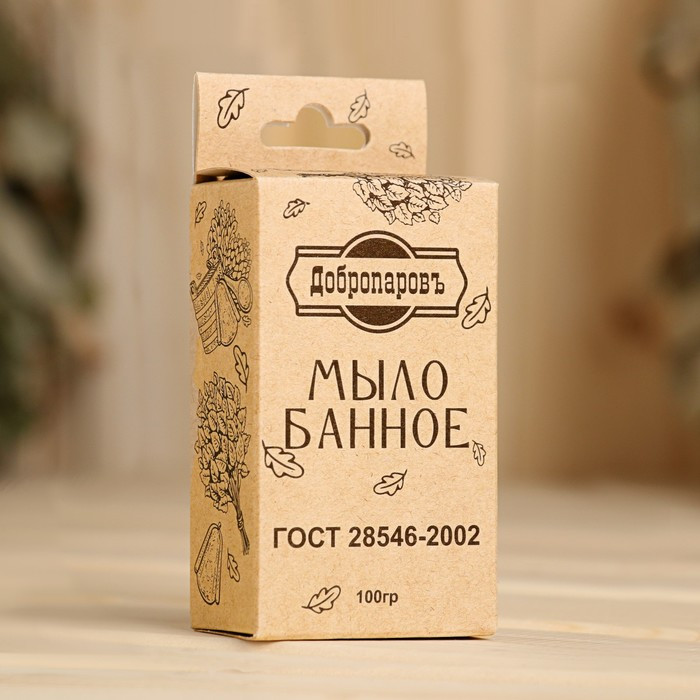 Добропаровъ
МЫЛО
БАННОЕ
ГОСТ 28546-2002
100гр